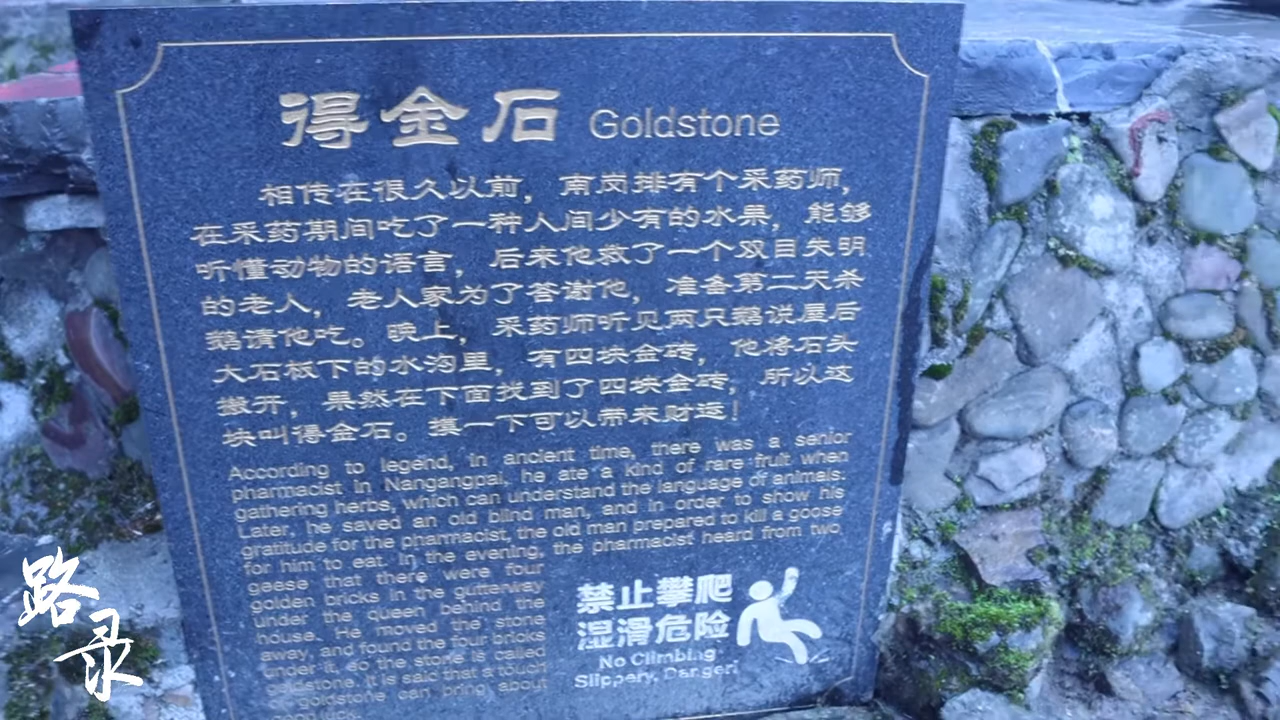 得金石 Goldstone
相传在很久以前，南岗排有个采药师，
在采药期间吃了一种人间少有的水果，能够
听懂动物的语言，后来他救了一个双目失明
的老人，老人家为了答谢他，准备第二天杀
鹅请他吃。晚上，采药师听见两只鹅说屋后
大石板下的水沟里，有四块金砖，他将石头
搬开，果然在下面找到了四块金砖，所以这
块叫得金石。摸一下可以带来财运！
According to legend, in ancient time, there was a senior
pharmacist in Nangangpai, he ate a kind of rare fruit when
gathering herbs, which can understand the language of animals.
Later, he saved an old blind man, and in order to show his
gratitude for the pharmacist, the old man prepared to kill a goose
for him to eat. In the evening, the pharmacist heard from two
geese that there were four
golden bricks in the gutterway
under the queen behind the
house. He moved the stone
away, and found the four bricks
under it, so the stone is called
goldstone. It is said that a touch
of goldstone can bring about
good luck.
禁止攀爬
湿滑危险
No Climbing
Slippery, Danger!
路录